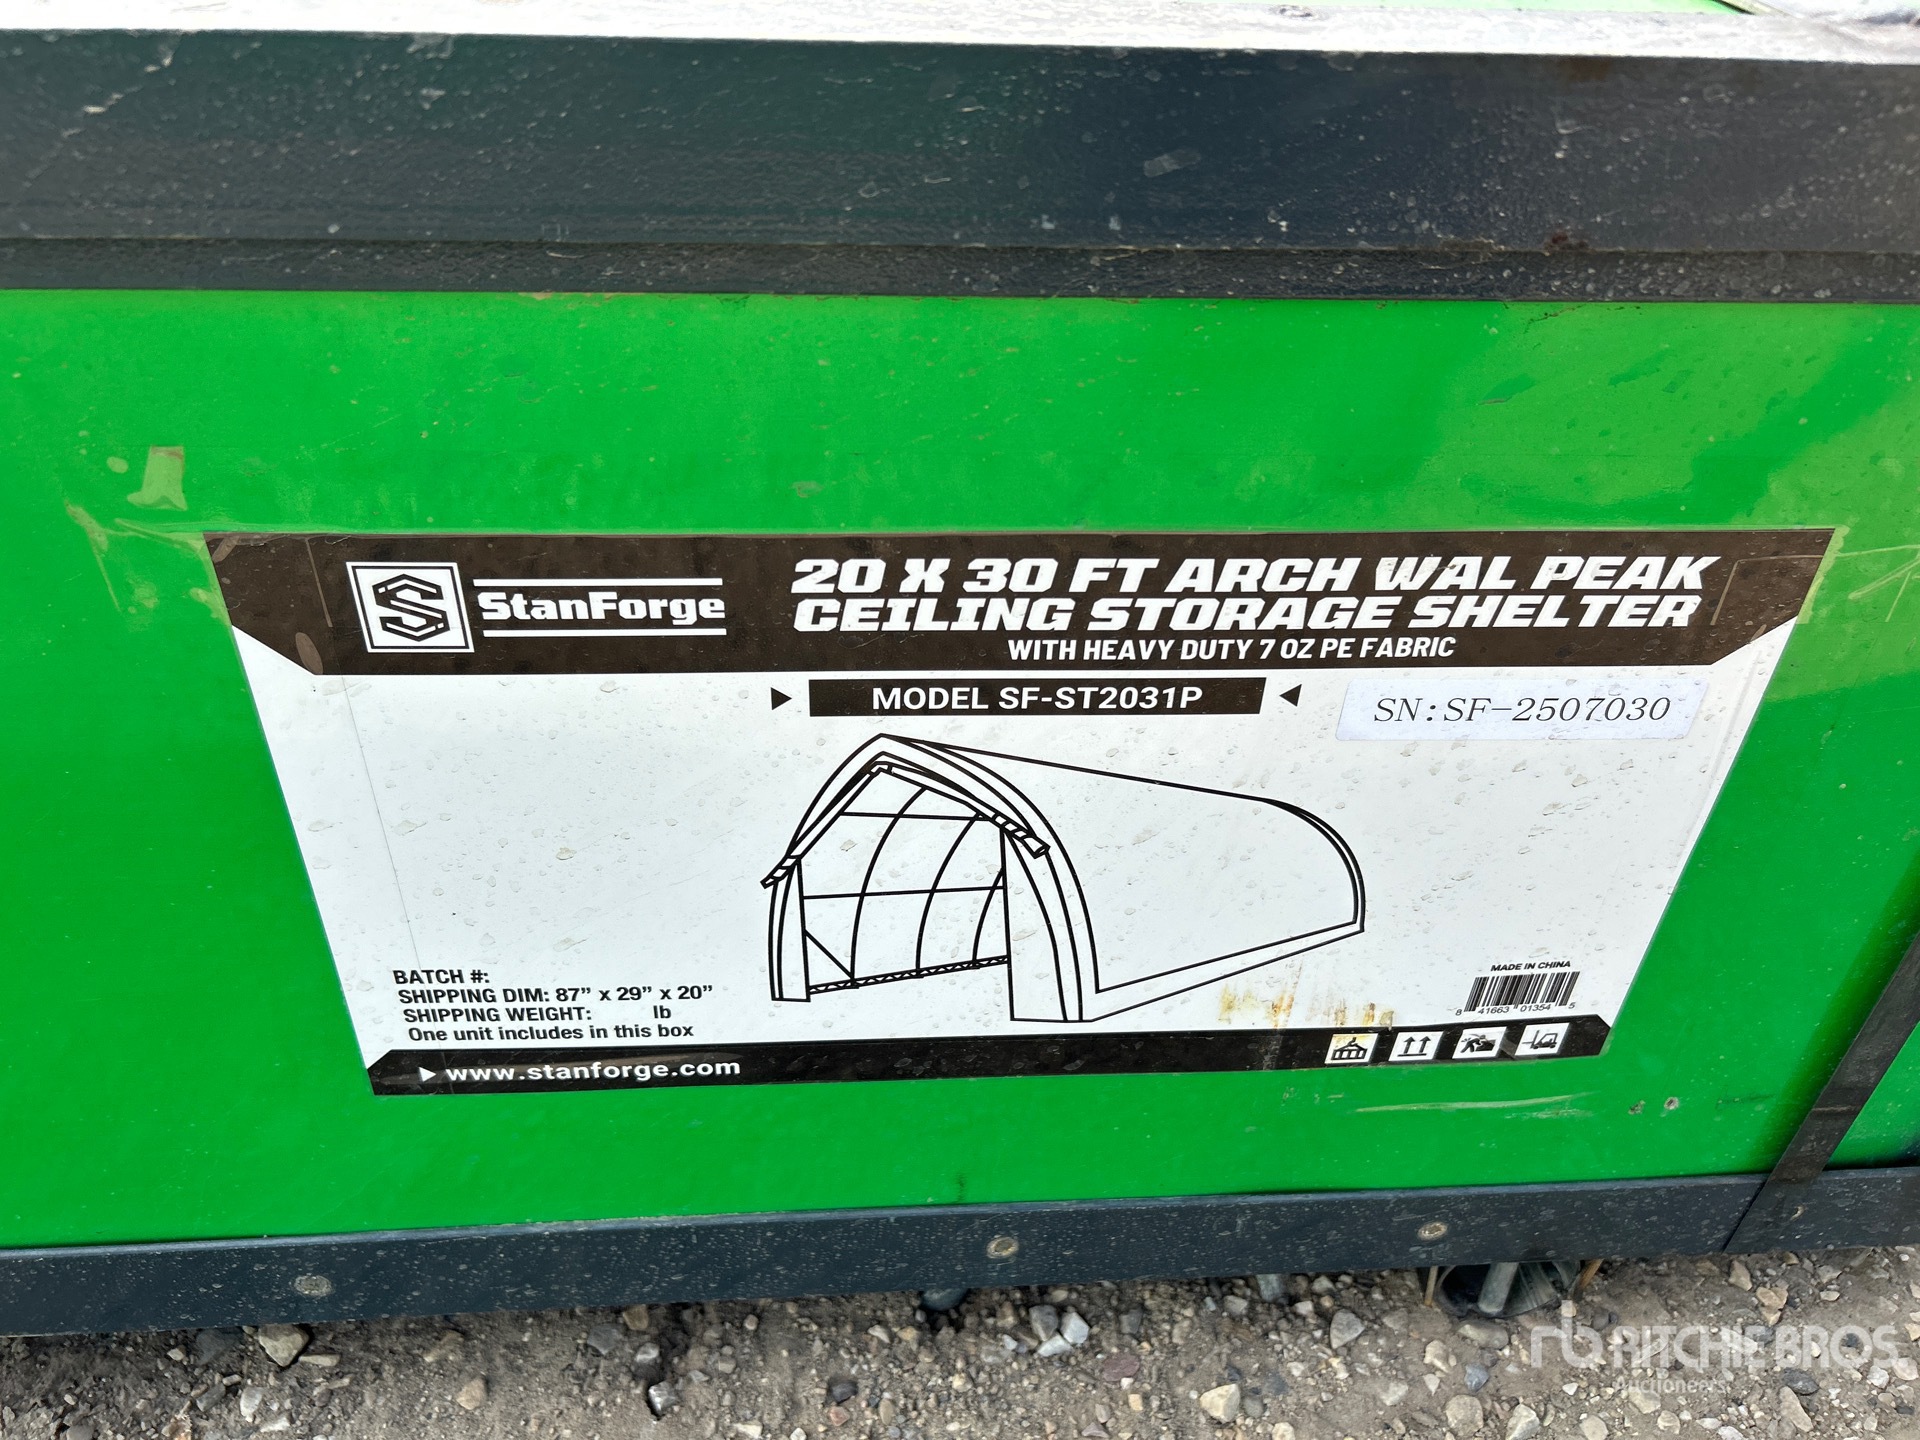 StanForge
20 X 30 FT ARCH WAL PEAK
CEILING STORAGE SHELTER
WITH HEAVY DUTY 7 OZ PE FABRIC
MODEL SF-ST2031P
SN:SF-2507030
BATCH #:
SHIPPING DIM: 87" x 29" x 20"
SHIPPING WEIGHT: lb
One unit includes in this box
MADE IN CHINA
8 41663 01354 5
www.stanforge.com
rb RITCHIE BROS.
Auctioneers